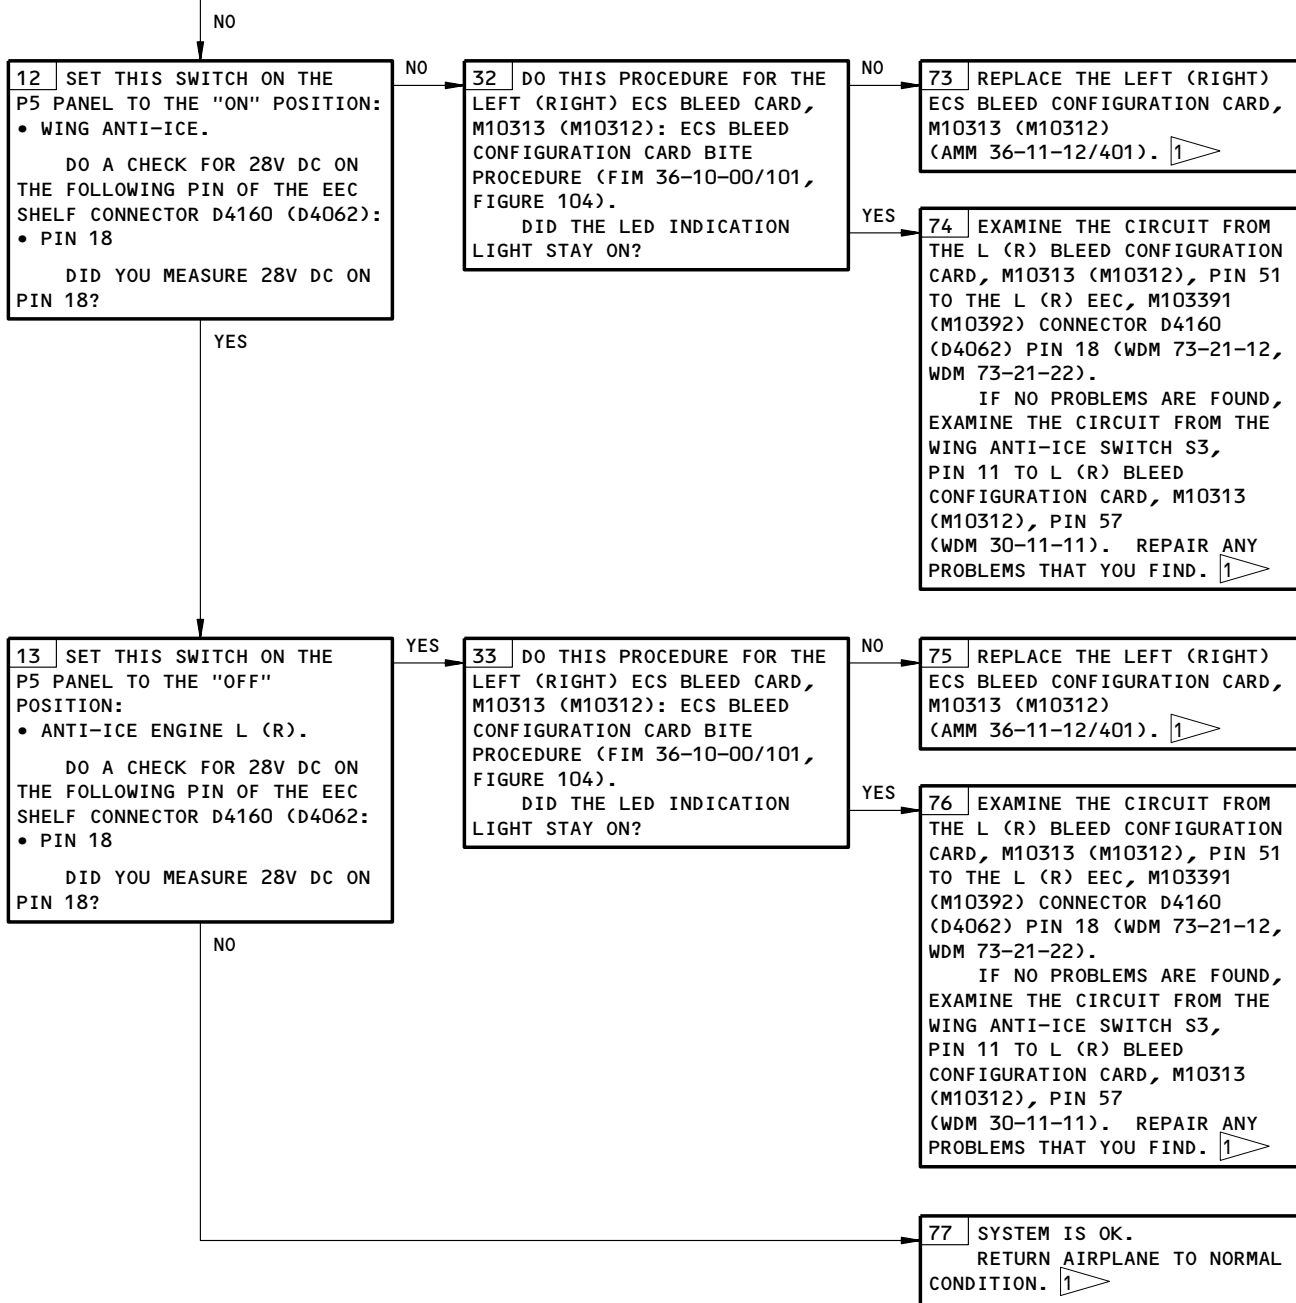 NO
12 SET THIS SWITCH ON THE
P5 PANEL TO THE "ON" POSITION:
• WING ANTI-ICE.
DO A CHECK FOR 28V DC ON
THE FOLLOWING PIN OF THE EEC
SHELF CONNECTOR D4160 (D4062):
• PIN 18
DID YOU MEASURE 28V DC ON
PIN 18?
NO
YES
32 DO THIS PROCEDURE FOR THE
LEFT (RIGHT) ECS BLEED CARD,
M10313 (M10312): ECS BLEED
CONFIGURATION CARD BITE
PROCEDURE (FIM 36-10-00/101,
FIGURE 104).
DID THE LED INDICATION
LIGHT STAY ON?
NO
73 REPLACE THE LEFT (RIGHT)
ECS BLEED CONFIGURATION CARD,
M10313 (M10312)
(AMM 36-11-12/401). 1
YES
74 EXAMINE THE CIRCUIT FROM
THE L (R) BLEED CONFIGURATION
CARD, M10313 (M10312), PIN 51
TO THE L (R) EEC, M103391
(M10392) CONNECTOR D4160
(D4062) PIN 18 (WDM 73-21-12,
WDM 73-21-22).
IF NO PROBLEMS ARE FOUND,
EXAMINE THE CIRCUIT FROM THE
WING ANTI-ICE SWITCH S3,
PIN 11 TO L (R) BLEED
CONFIGURATION CARD, M10313
(M10312), PIN 57
(WDM 30-11-11). REPAIR ANY
PROBLEMS THAT YOU FIND. 1
13 SET THIS SWITCH ON THE
P5 PANEL TO THE "OFF"
POSITION:
• ANTI-ICE ENGINE L (R).
DO A CHECK FOR 28V DC ON
THE FOLLOWING PIN OF THE EEC
SHELF CONNECTOR D4160 (D4062:
• PIN 18
DID YOU MEASURE 28V DC ON
PIN 18?
YES
NO
33 DO THIS PROCEDURE FOR THE
LEFT (RIGHT) ECS BLEED CARD,
M10313 (M10312): ECS BLEED
CONFIGURATION CARD BITE
PROCEDURE (FIM 36-10-00/101,
FIGURE 104).
DID THE LED INDICATION
LIGHT STAY ON?
NO
75 REPLACE THE LEFT (RIGHT)
ECS BLEED CONFIGURATION CARD,
M10313 (M10312)
(AMM 36-11-12/401). 1
YES
76 EXAMINE THE CIRCUIT FROM
THE L (R) BLEED CONFIGURATION
CARD, M10313 (M10312), PIN 51
TO THE L (R) EEC, M103391
(M10392) CONNECTOR D4160
(D4062) PIN 18 (WDM 73-21-12,
WDM 73-21-22).
IF NO PROBLEMS ARE FOUND,
EXAMINE THE CIRCUIT FROM THE
WING ANTI-ICE SWITCH S3,
PIN 11 TO L (R) BLEED
CONFIGURATION CARD, M10313
(M10312), PIN 57
(WDM 30-11-11). REPAIR ANY
PROBLEMS THAT YOU FIND. 1
77 SYSTEM IS OK.
RETURN AIRPLANE TO NORMAL
CONDITION. 1